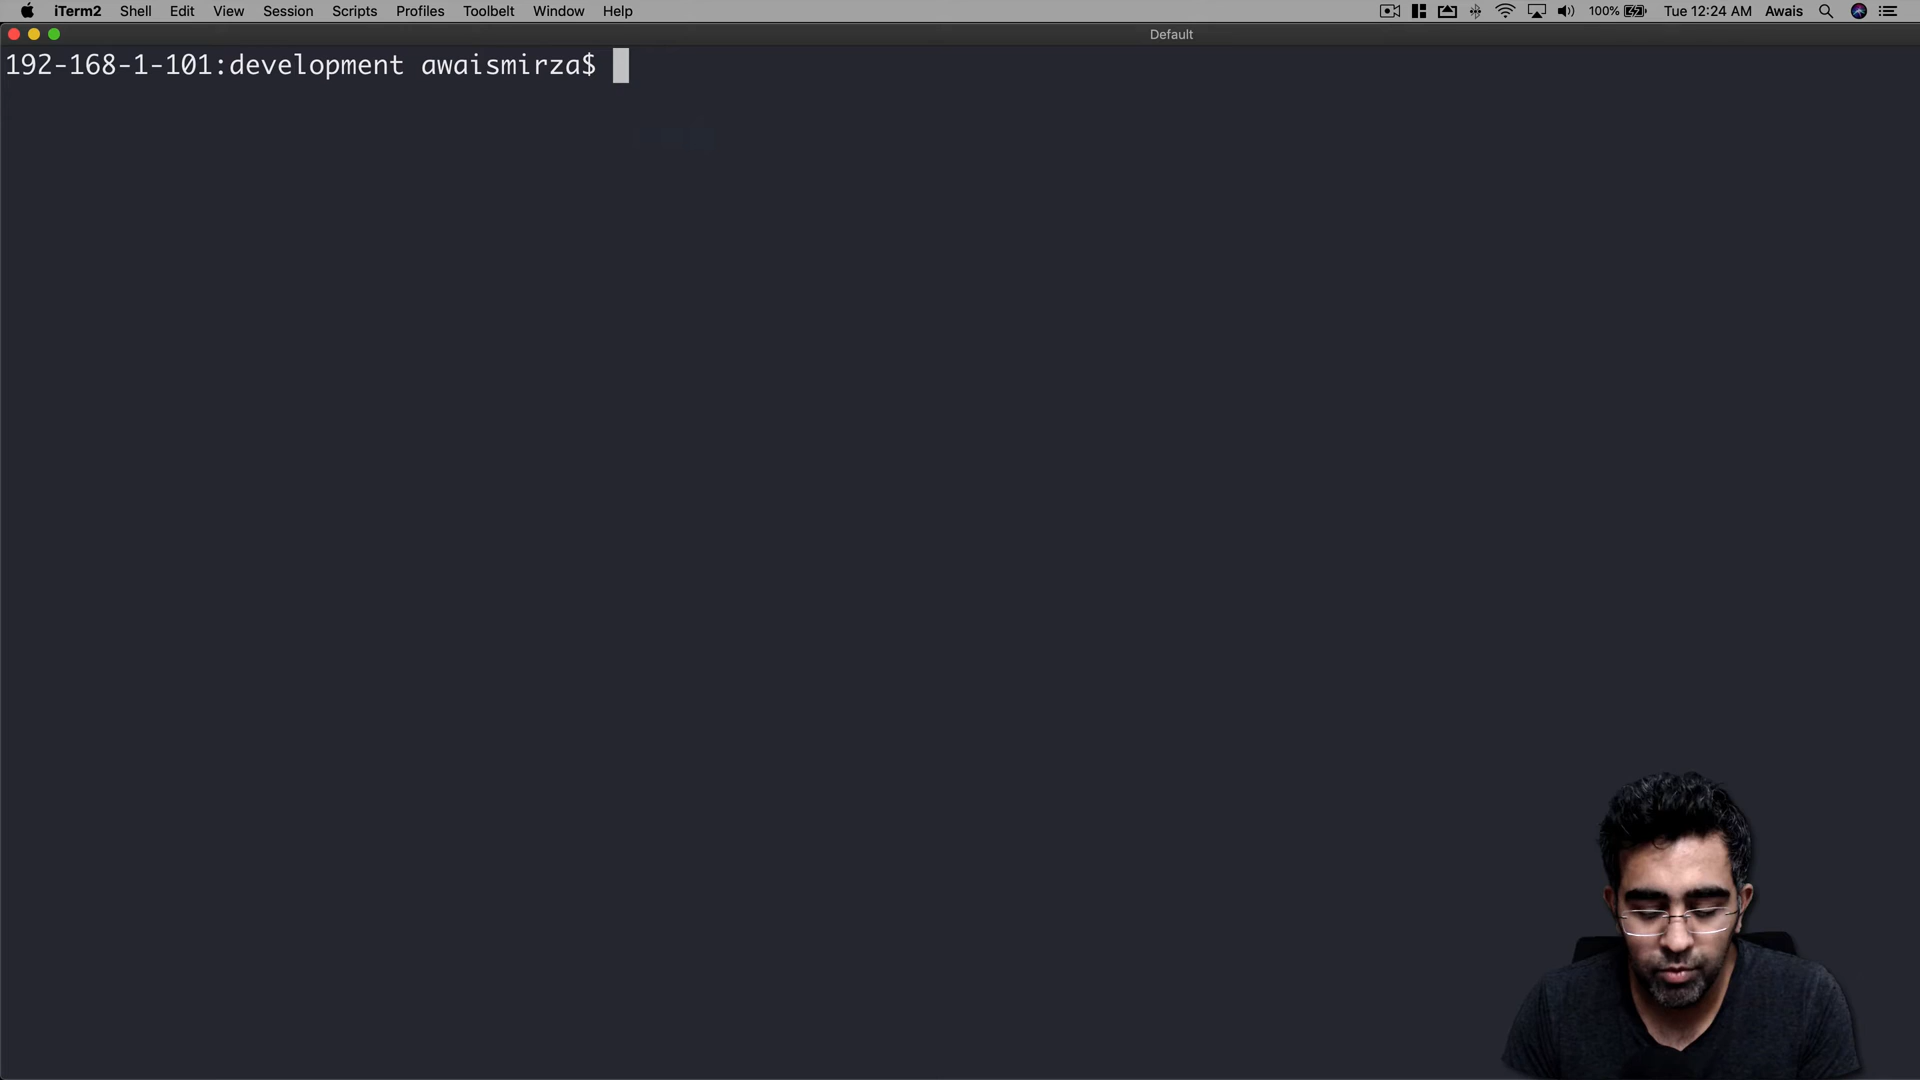 iTerm2 Shell Edit View Session Scripts Profiles Toolbelt Window Help 100% Tue 12:24 AM Awais
Default
192-168-1-101:development awaismirza$